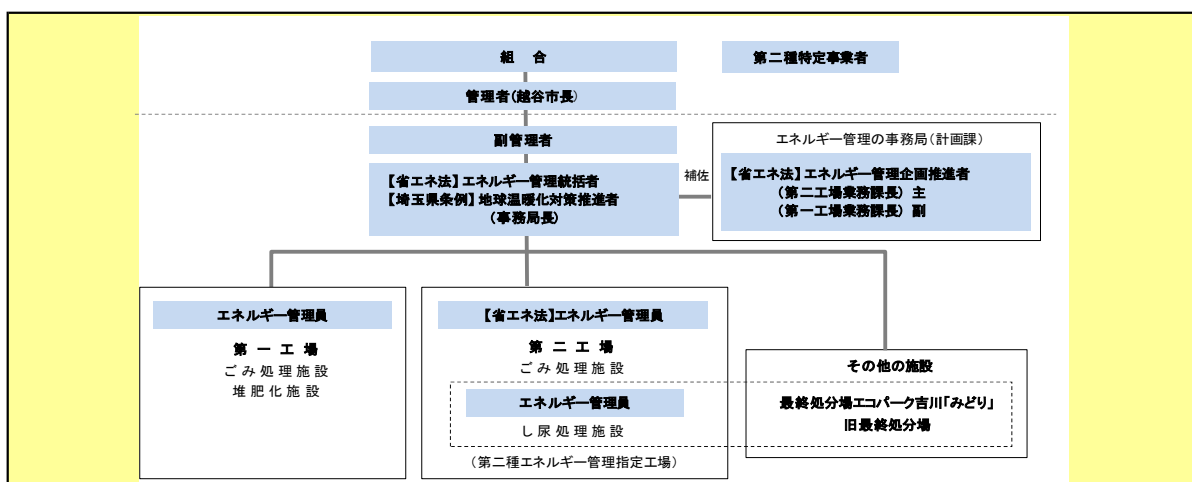 組 合
第二種特定事業者
管理者(越谷市長)
副管理者
【省エネ法】エネルギー管理統括者
【埼玉県条例】地球温暖化対策推進者
(事務局長)
補佐
エネルギー管理の事務局(計画課)
【省エネ法】エネルギー管理企画推進者
(第二工場業務課長) 主
(第一工場業務課長) 副
エネルギー管理員
第 一 工 場
ごみ処理施設
堆肥化施設
【省エネ法】エネルギー管理員
第 二 工 場
ごみ処理施設
エネルギー管理員
し尿処理施設
(第二種エネルギー管理指定工場)
その他の施設
最終処分場エコパーク吉川「みどり」
旧最終処分場